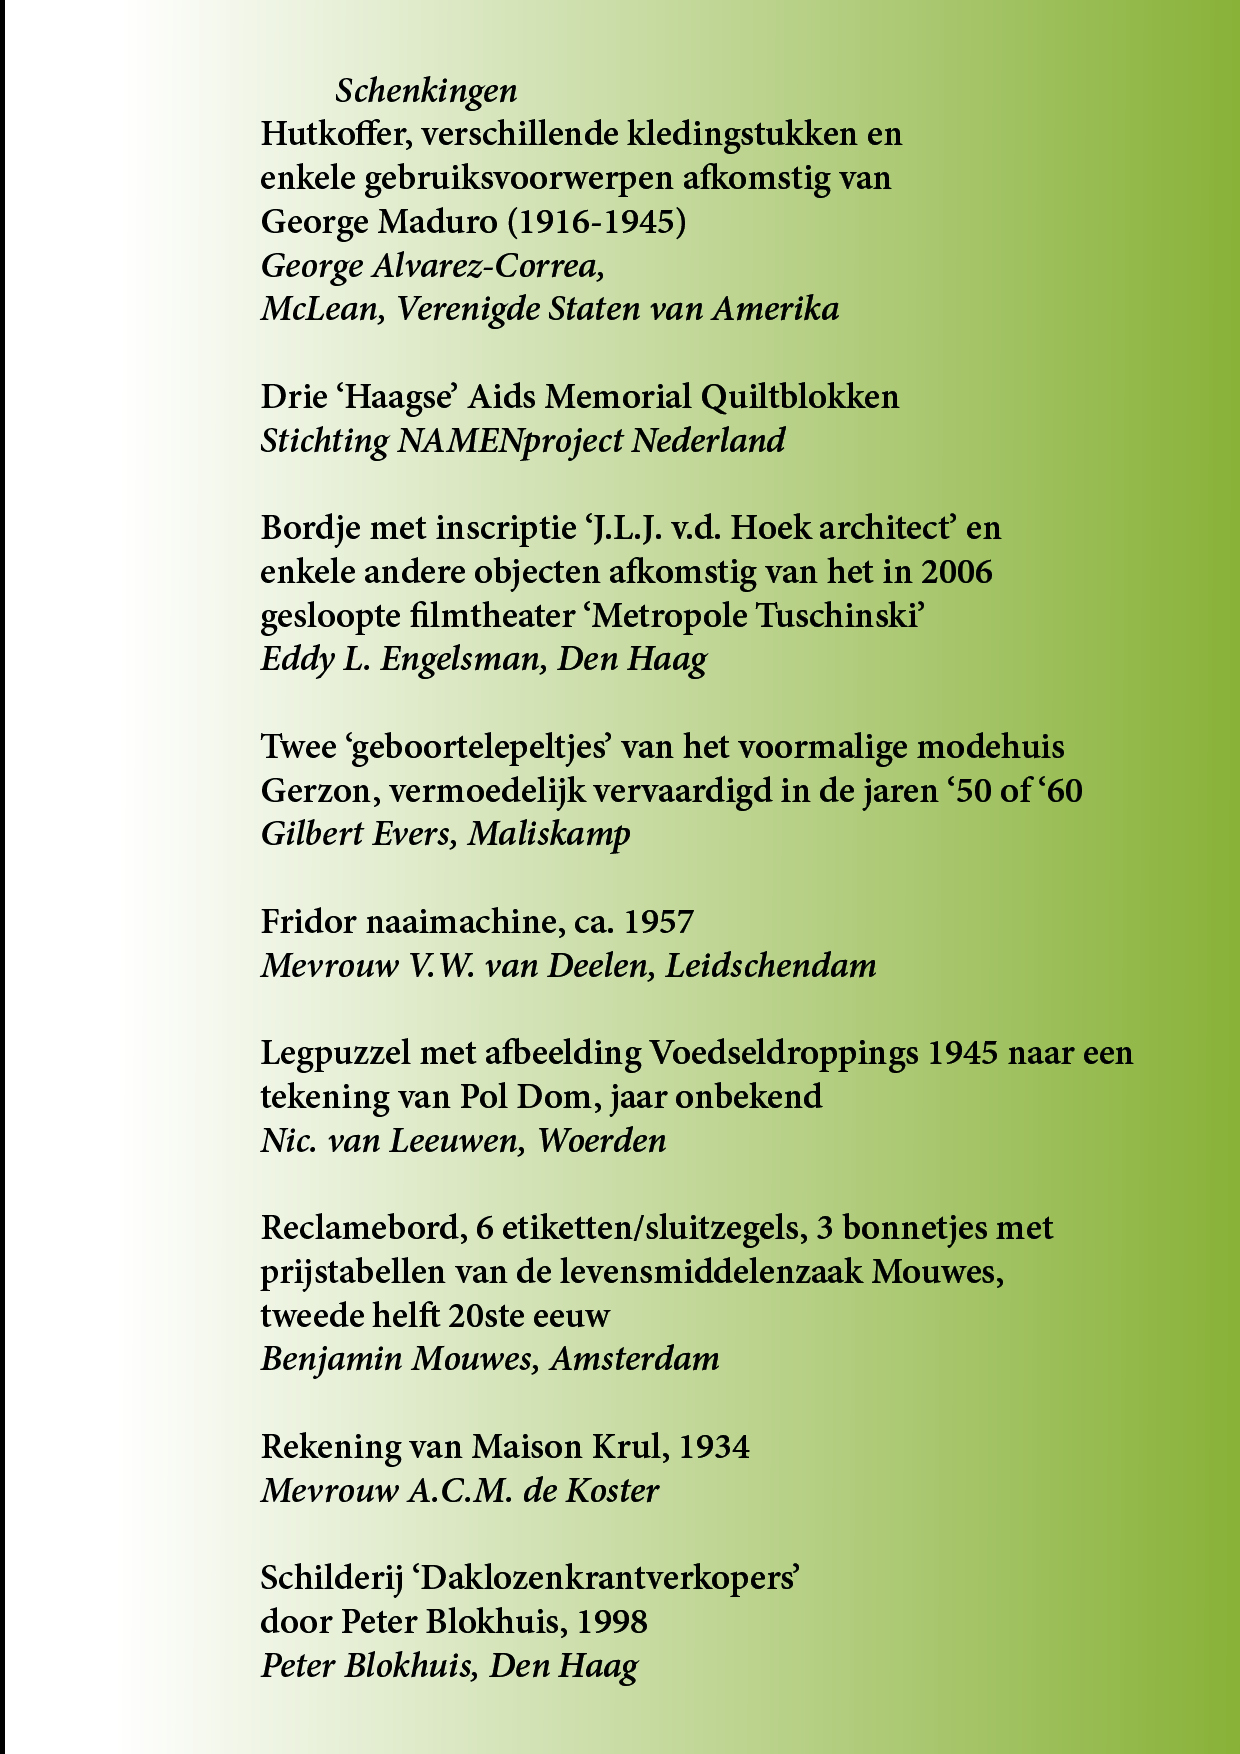 Schenkingen
Hutkoffer, verschillende kledingstukken en
enkele gebruiksvoorwerpen afkomstig van
George Maduro (1916-1945)
George Alvarez-Correa,
McLean, Verenigde Staten van Amerika
Drie ‘Haagse’ Aids Memorial Quiltblokken
Stichting NAMENproject Nederland
Bordje met inscriptie ‘J.L.J. v.d. Hoek architect’ en
enkele andere objecten afkomstig van het in 2006
gesloopte filmtheater ‘Metropole Tuschinski’
Eddy L. Engelsman, Den Haag
Twee ‘geboortelepeltjes’ van het voormalige modehuis
Gerzon, vermoedelijk vervaardigd in de jaren ‘50 of ‘60
Gilbert Evers, Maliskamp
Fridor naaimachine, ca. 1957
Mevrouw V.W. van Deelen, Leidschendam
Legpuzzel met afbeelding Voedseldroppings 1945 naar een
tekening van Pol Dom, jaar onbekend
Nic. van Leeuwen, Woerden
Reclamebord, 6 etiketten/sluitzegels, 3 bonnetjes met
prijstabellen van de levensmiddelenzaak Mouwes,
tweede helft 20ste eeuw
Benjamin Mouwes, Amsterdam
Rekening van Maison Krul, 1934
Mevrouw A.C.M. de Koster
Schilderij ‘Daklozenkrantverkopers’
door Peter Blokhuis, 1998
Peter Blokhuis, Den Haag